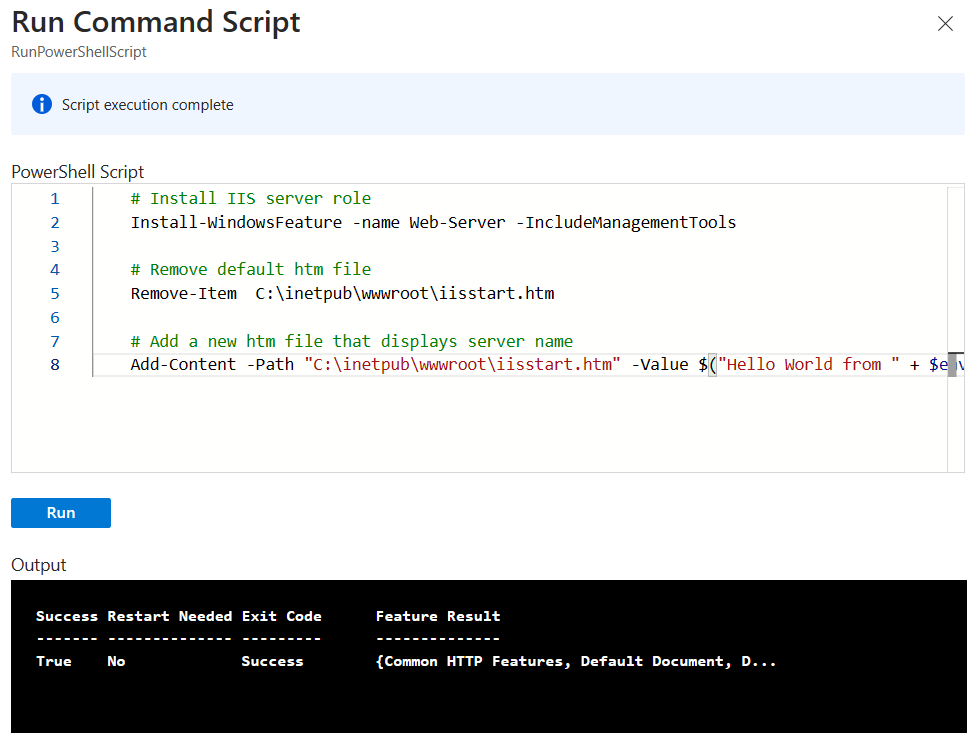 Run Command Script
RunPowerShellScript
Script execution complete
PowerShell Script
1 # Install IIS server role
2 Install-WindowsFeature -name Web-Server -IncludeManagementTools
3
4 # Remove default htm file
5 Remove-Item  C:\inetpub\wwwroot\iisstart.htm
6
7 # Add a new htm file that displays server name
8 Add-Content -Path "C:\inetpub\wwwroot\iisstart.htm" -Value $("Hello World from " + $env
Run
Output
Success Restart Needed Exit Code      Feature Result
------- -------------- ---------      --------------
True    No             Success        {Common HTTP Features, Default Document, D...